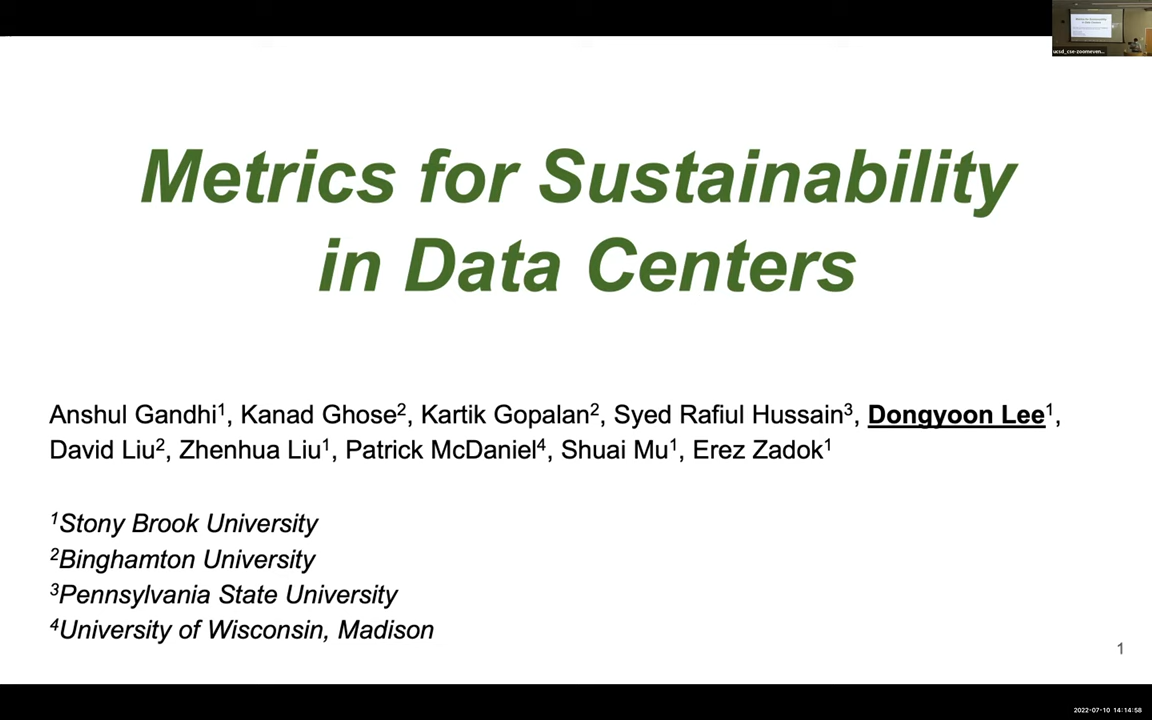 Metrics for Sustainability
in Data Centers
Anshul Gandhi¹, Kanad Ghose², Kartik Gopalan², Syed Rafiul Hussain³, Dongyoon Lee¹,
David Liu², Zhenhua Liu¹, Patrick McDaniel⁴, Shuai Mu¹, Erez Zadok¹
¹Stony Brook University
²Binghamton University
³Pennsylvania State University
⁴University of Wisconsin, Madison
1
ucsd_cse-zoomeven...
2022-07-10 14:14:58